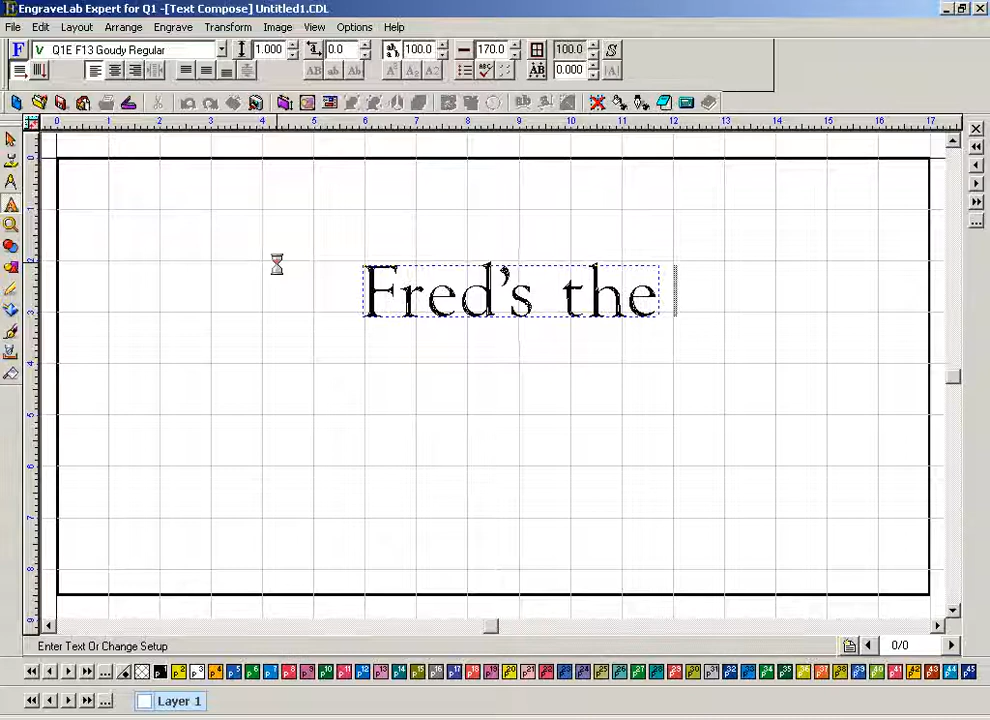 EngraveLab Expert for Q1 -[Text Compose] Untitled1.CDL
File Edit Layout Arrange Engrave Transform Image View Options Help
Q1E F13 Goudy Regular 1.000 0.0 100.0 170.0 100.0
0.000
0 1 2 3 4 5 6 7 8 9 10 11 12 13 14 15 16 17
Fred's the
Enter Text Or Change Setup
0/0
Layer 1